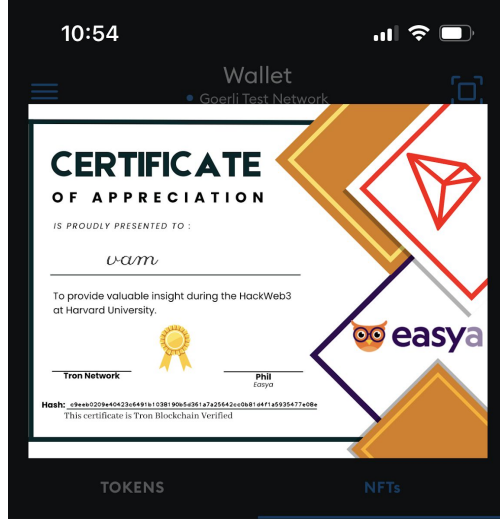 10:54
Wallet
Goerli Test Network
CERTIFICATE
OF APPRECIATION
IS PROUDLY PRESENTED TO :
vam
To provide valuable insight during the HackWeb3
at Harvard University.
easya
Tron Network
Phil
Easya
Hash: c9eeb0209e40423c6491b1038190b5d361a7a25642cc0b81d4f1a5935477e08e
This certificate is Tron Blockchain Verified
TOKENS
NFTs